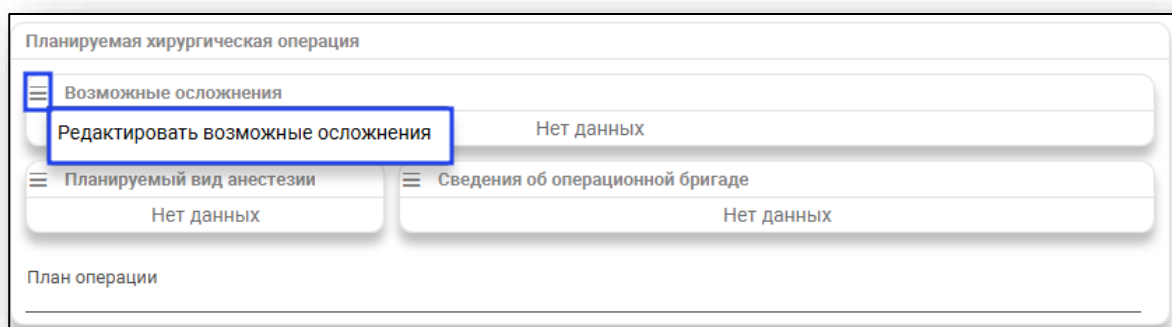 Планируемая хирургическая операция
Возможные осложнения
Редактировать возможные осложнения
Нет данных
Планируемый вид анестезии
Сведения об операционной бригаде
Нет данных
Нет данных
План операции